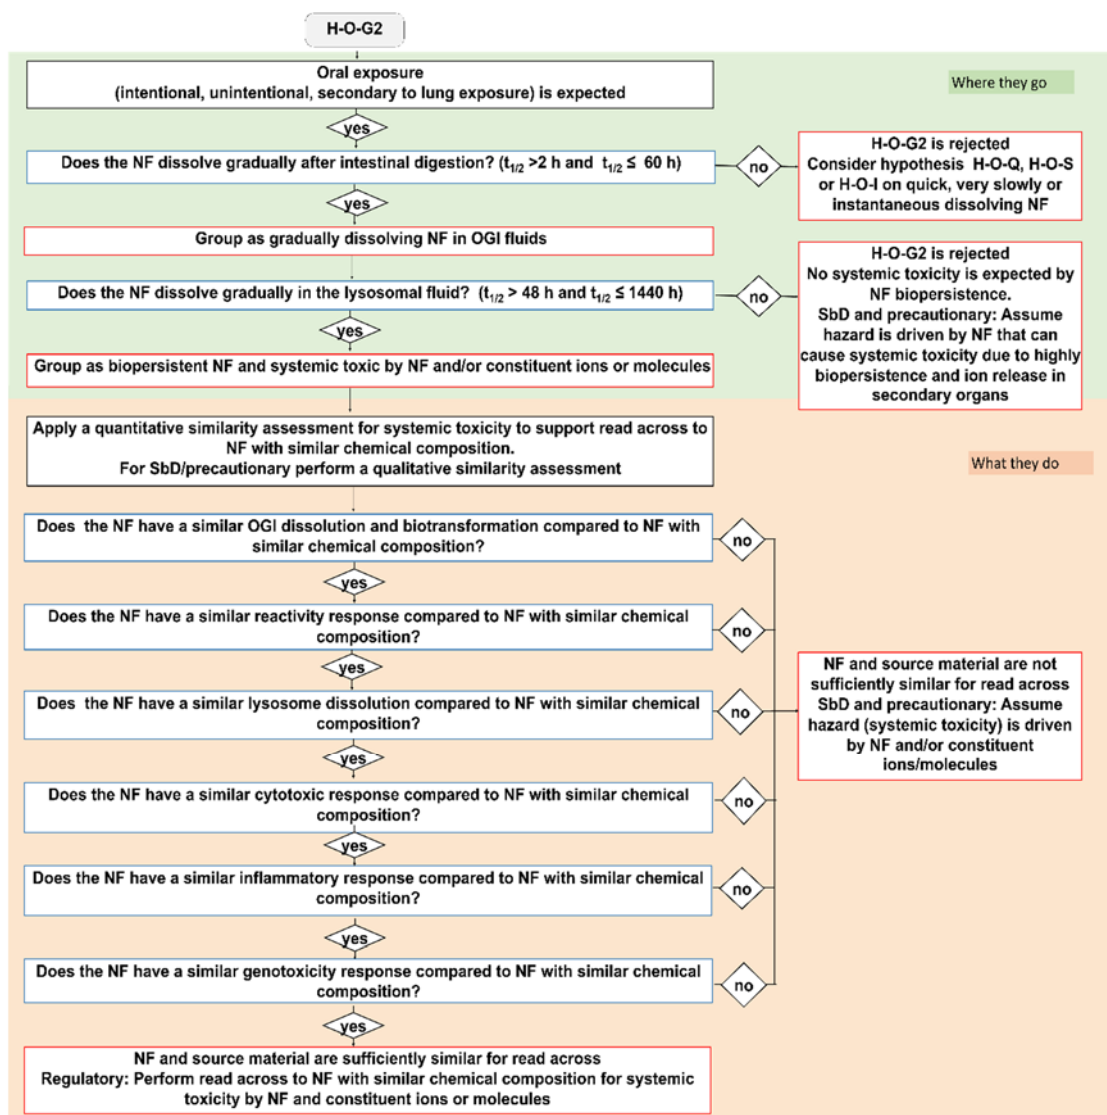 H-O-G2
Oral exposure
(intentional, unintentional, secondary to lung exposure) is expected
Where they go
yes
Does the NF dissolve gradually after intestinal digestion? (t1/2 >2 h and t1/2 ≤ 60 h)
no
H-O-G2 is rejected
Consider hypothesis H-O-Q, H-O-S
or H-O-I on quick, very slowly or
instantaneous dissolving NF
yes
Group as gradually dissolving NF in OGI fluids
Does the NF dissolve gradually in the lysosomal fluid? (t1/2 > 48 h and t1/2 ≤ 1440 h)
no
H-O-G2 is rejected
No systemic toxicity is expected by
NF biopersistence.
SbD and precautionary: Assume
hazard is driven by NF that can
cause systemic toxicity due to highly
biopersistence and ion release in
secondary organs
yes
Group as biopersistent NF and systemic toxic by NF and/or constituent ions or molecules
Apply a quantitative similarity assessment for systemic toxicity to support read across to
NF with similar chemical composition.
For SbD/precautionary perform a qualitative similarity assessment
What they do
Does the NF have a similar OGI dissolution and biotransformation compared to NF with
similar chemical composition?
no
yes
Does the NF have a similar reactivity response compared to NF with similar chemical
composition?
no
yes
Does the NF have a similar lysosome dissolution compared to NF with similar chemical
composition?
no
NF and source material are not
sufficiently similar for read across
SbD and precautionary: Assume
hazard (systemic toxicity) is driven
by NF and/or constituent
ions/molecules
yes
Does the NF have a similar cytotoxic response compared to NF with similar chemical
composition?
no
yes
Does the NF have a similar inflammatory response compared to NF with similar chemical
composition?
no
yes
Does the NF have a similar genotoxicity response compared to NF with similar chemical
composition?
no
yes
NF and source material are sufficiently similar for read across
Regulatory: Perform read across to NF with similar chemical composition for systemic
toxicity by NF and constituent ions or molecules